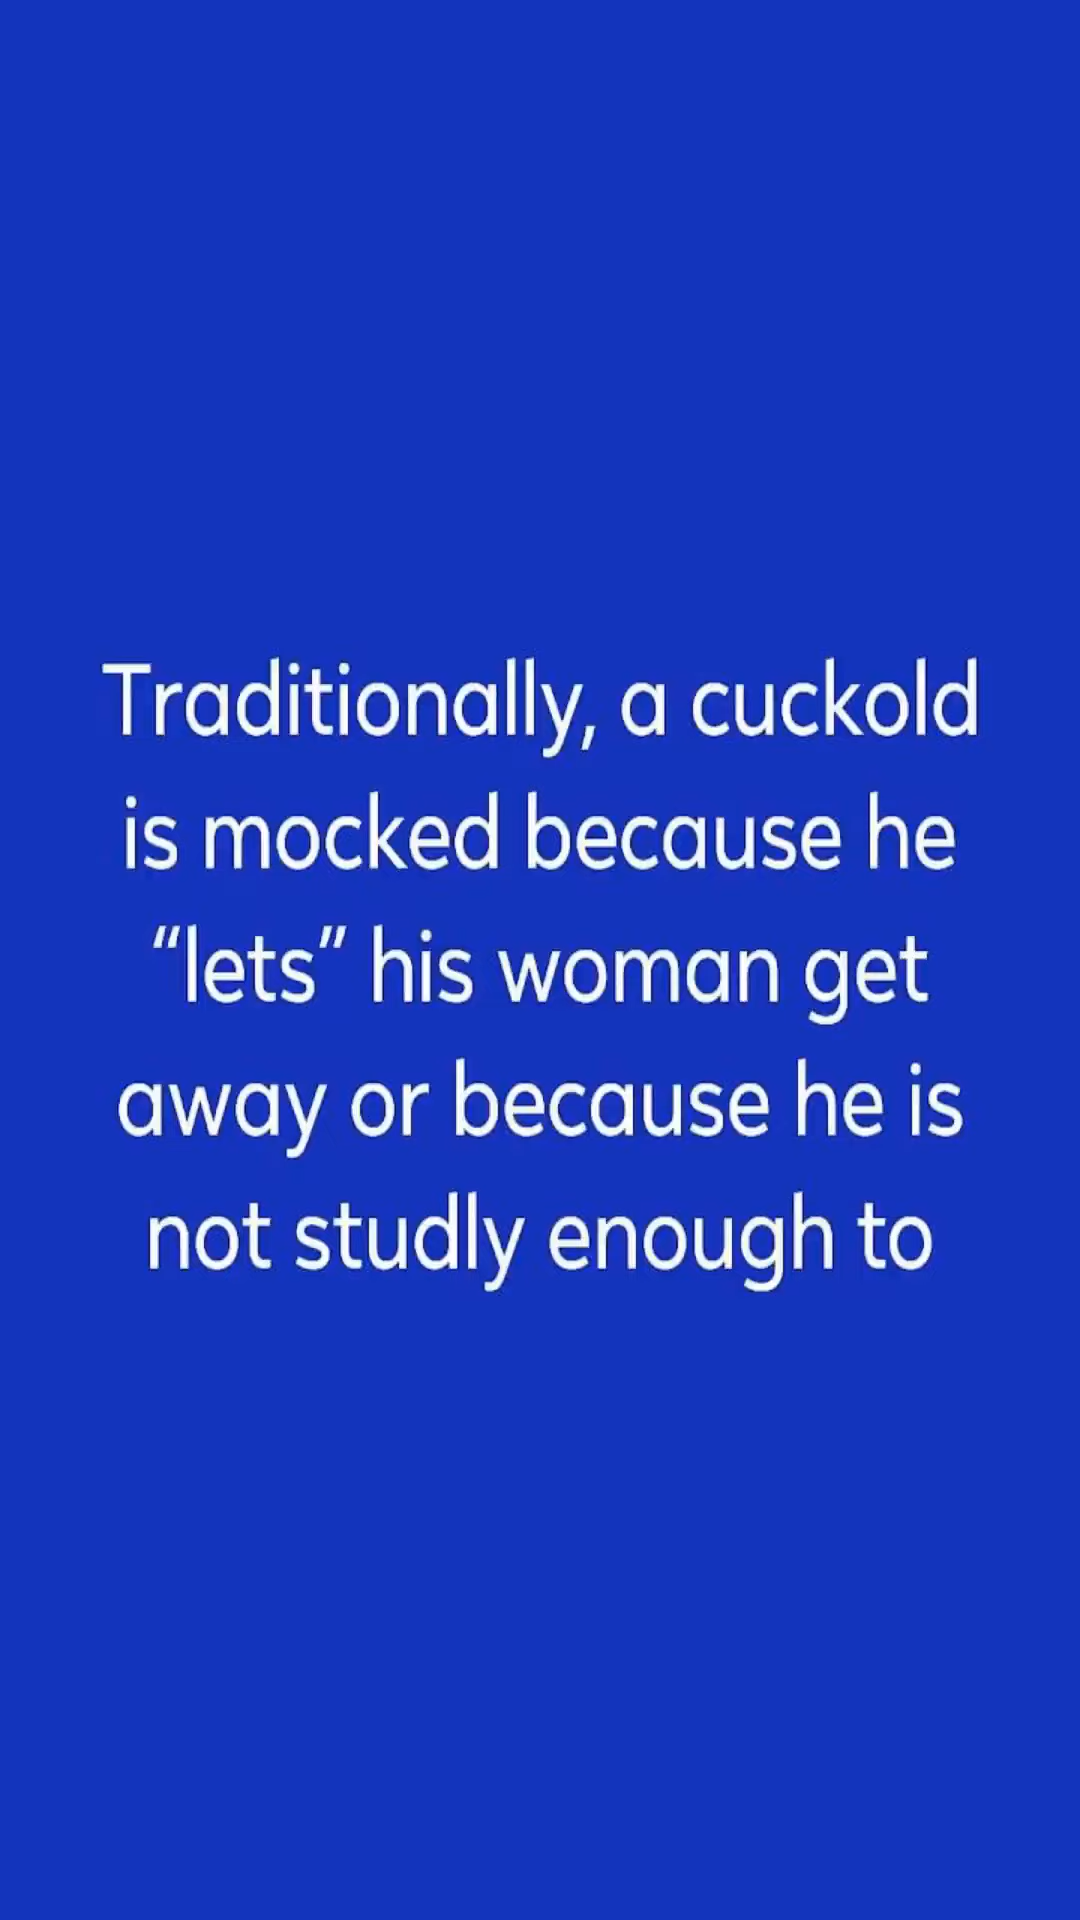 Traditionally, a cuckold
is mocked because he
“lets” his woman get
away or because he is
not studly enough to